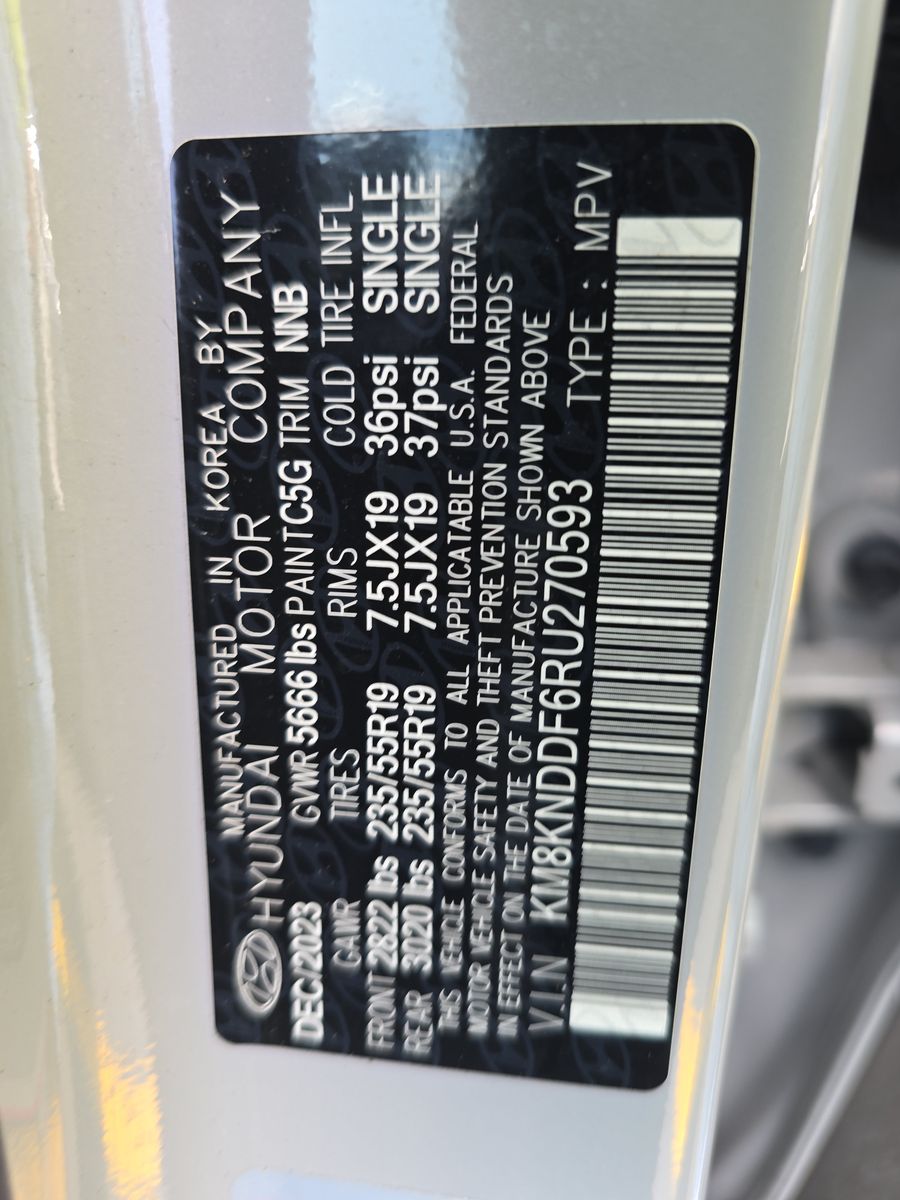 MANUFACTURED IN KOREA BY
HYUNDAI MOTOR COMPANY
DEC/2023 GVWR 5666 lbs PAINT C5G TRIM NNB
GAWR TIRES RIMS COLD TIRE INFL
FRONT 2822 lbs 235/55R19 7.5JX19 36psi SINGLE
REAR 3020 lbs 235/55R19 7.5JX19 37psi SINGLE
THIS VEHICLE CONFORMS TO ALL APPLICATABLE U.S.A. FEDERAL
MOTOR VEHICLE SAFETY AND THEFT PREVENTION STANDARDS
IN EFFECT ON THE DATE OF MANUFACTURE SHOWN ABOVE
VIN KM8KNDDF6RU270593 TYPE : MPV